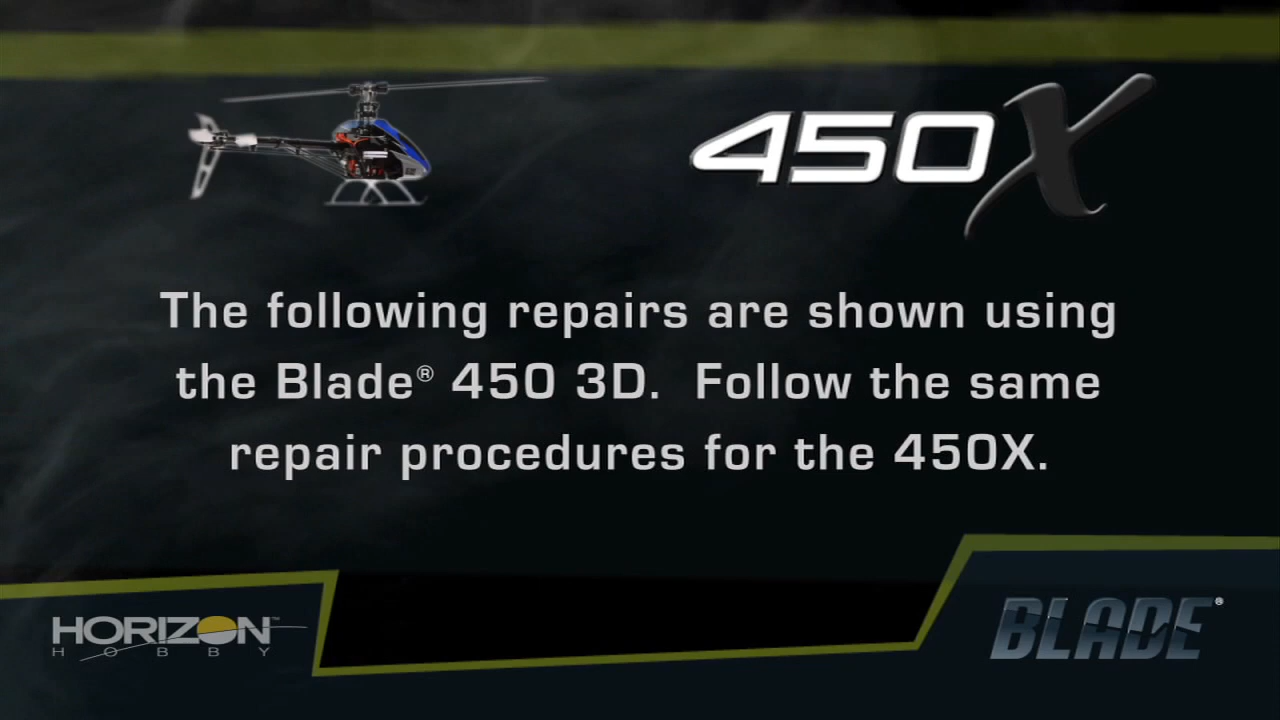 450X
The following repairs are shown using
the Blade® 450 3D. Follow the same
repair procedures for the 450X.
HORIZON™
HOBBY
BLADE®